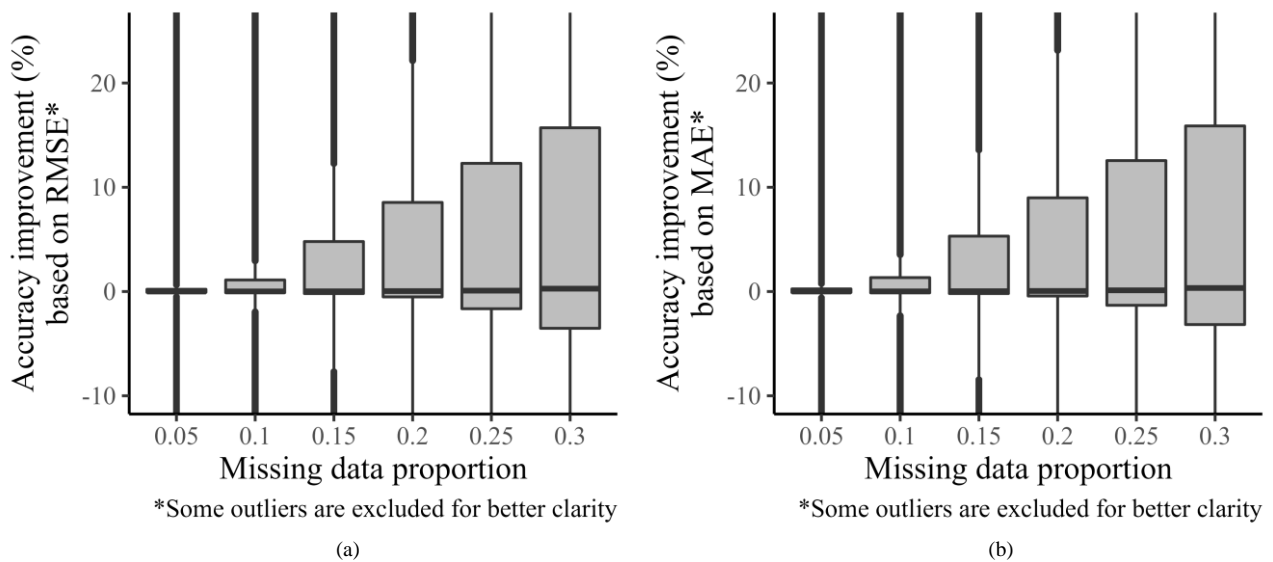 Accuracy improvement (%)
based on RMSE*
20
10
0
-10
0.05 0.1 0.15 0.2 0.25 0.3
Missing data proportion
*Some outliers are excluded for better clarity
(a)
Accuracy improvement (%)
based on MAE*
20
10
0
-10
0.05 0.1 0.15 0.2 0.25 0.3
Missing data proportion
*Some outliers are excluded for better clarity
(b)